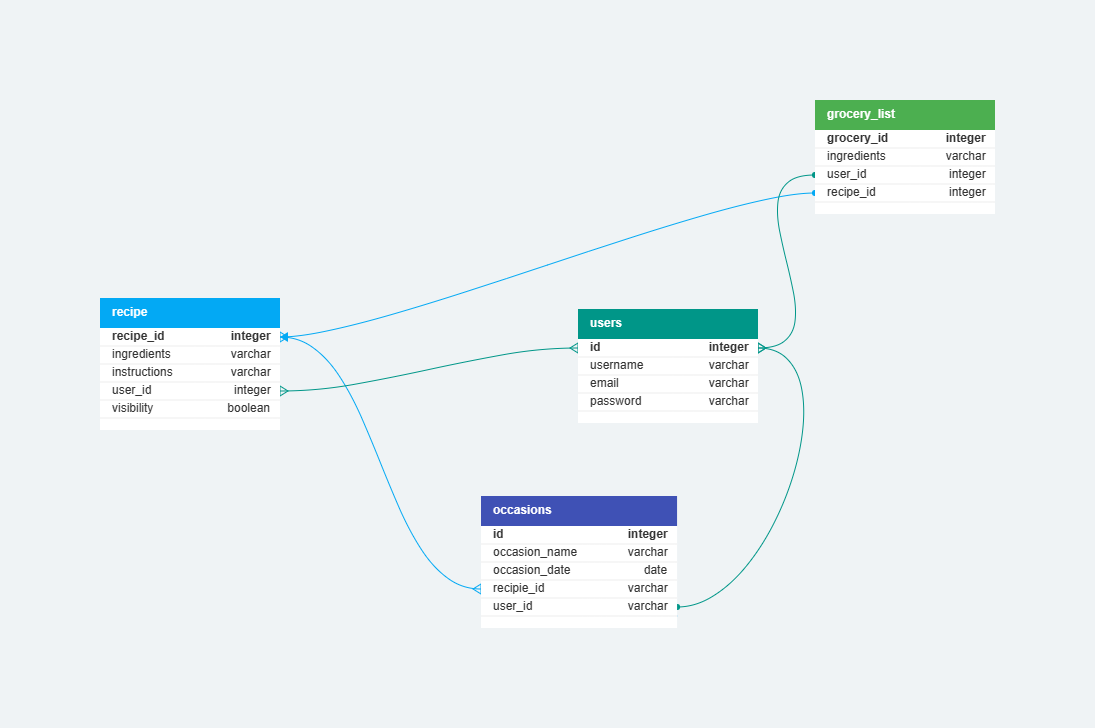 grocery_list
grocery_id integer
ingredients varchar
user_id integer
recipe_id integer
recipe
recipe_id integer
ingredients varchar
instructions varchar
user_id integer
visibility boolean
users
id integer
username varchar
email varchar
password varchar
occasions
id integer
occasion_name varchar
occasion_date date
recipie_id varchar
user_id varchar